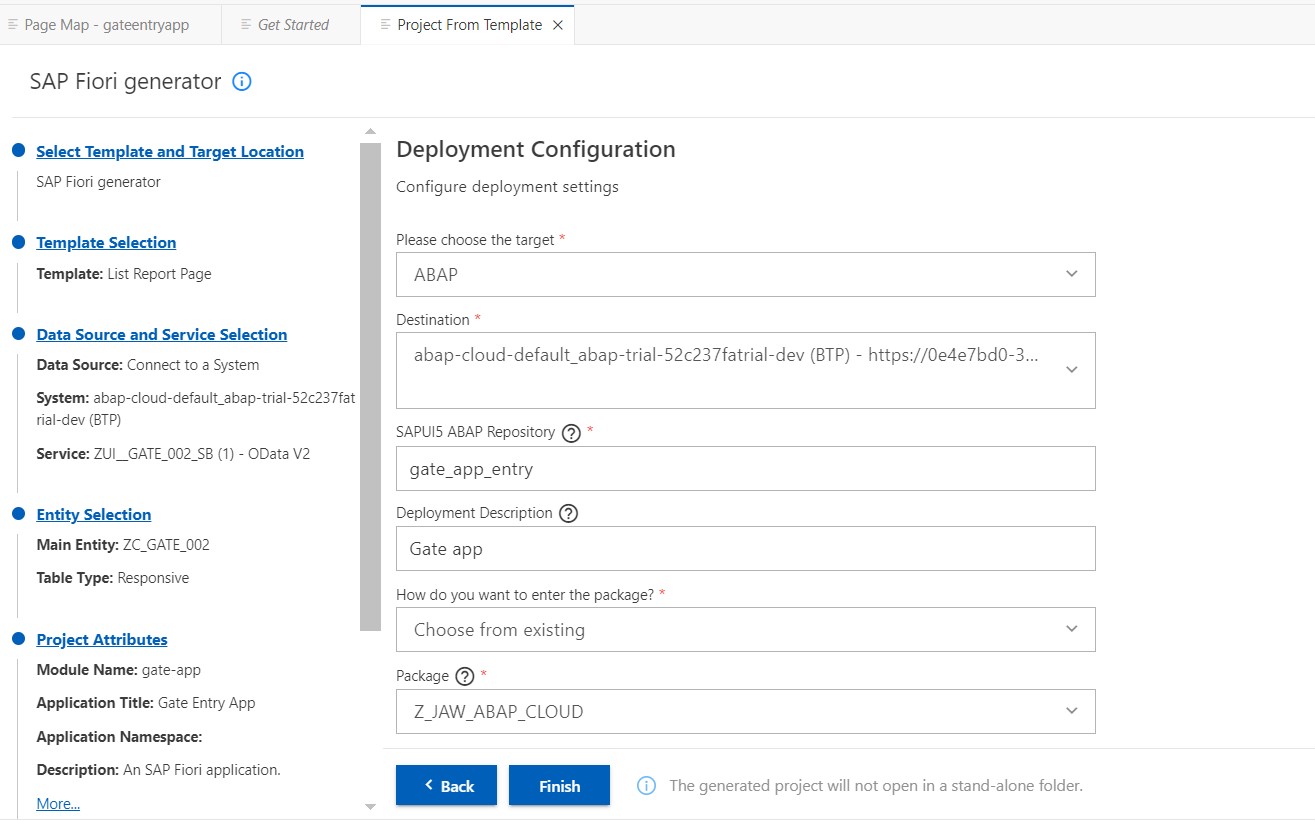 Page Map - gateentryapp
Get Started
Project From Template
SAP Fiori generator
Select Template and Target Location
SAP Fiori generator
Template Selection
Template: List Report Page
Data Source and Service Selection
Data Source: Connect to a System
System: abap-cloud-default_abap-trial-52c237fat
rial-dev (BTP)
Service: ZUI__GATE_002_SB (1) - OData V2
Entity Selection
Main Entity: ZC_GATE_002
Table Type: Responsive
Project Attributes
Module Name: gate-app
Application Title: Gate Entry App
Application Namespace:
Description: An SAP Fiori application.
More...
Deployment Configuration
Configure deployment settings
Please choose the target *
ABAP
Destination *
abap-cloud-default_abap-trial-52c237fatrial-dev (BTP) - https://0e4e7bd0-3...
SAPUI5 ABAP Repository ? *
gate_app_entry
Deployment Description ?
Gate app
How do you want to enter the package? *
Choose from existing
Package ? *
Z_JAW_ABAP_CLOUD
Back
Finish
The generated project will not open in a stand-alone folder.